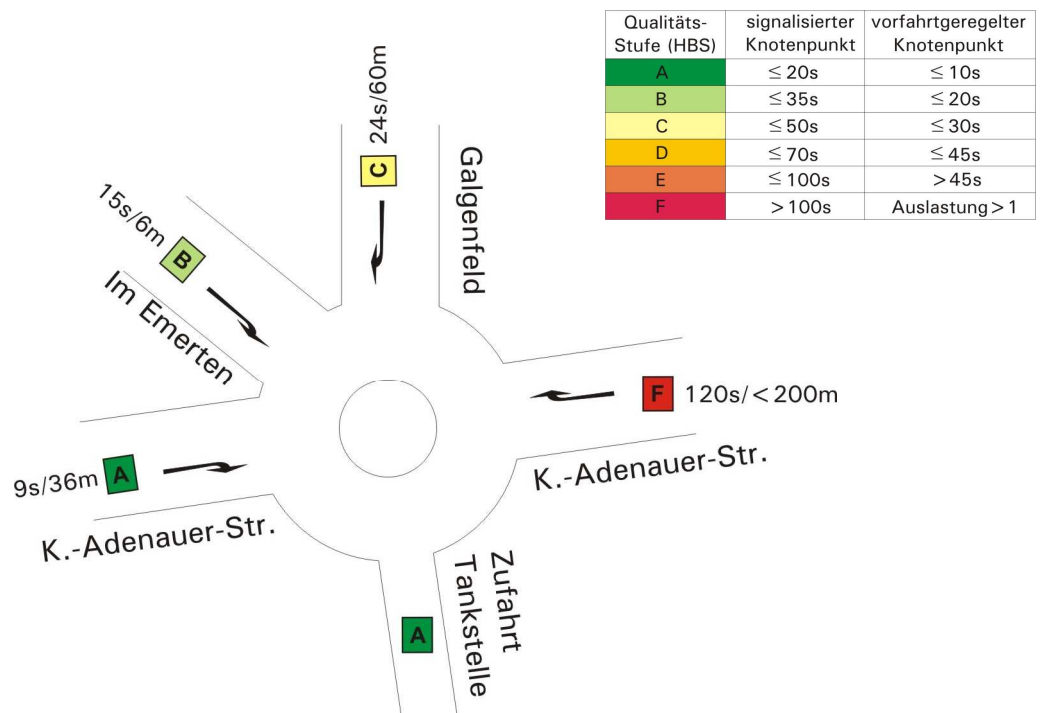 Qualitäts-Stufe (HBS) signalisierter Knotenpunkt vorfahrtgeregelter Knotenpunkt
A ≤ 20s ≤ 10s
B ≤ 35s ≤ 20s
C ≤ 50s ≤ 30s
D ≤ 70s ≤ 45s
E ≤ 100s > 45s
F > 100s Auslastung > 1
24s/60m
C
Galgenfeld
15s/6m
B
Im Emerten
F 120s/< 200m
K.-Adenauer-Str.
9s/36m A
K.-Adenauer-Str.
Zufahrt
Tankstelle
A